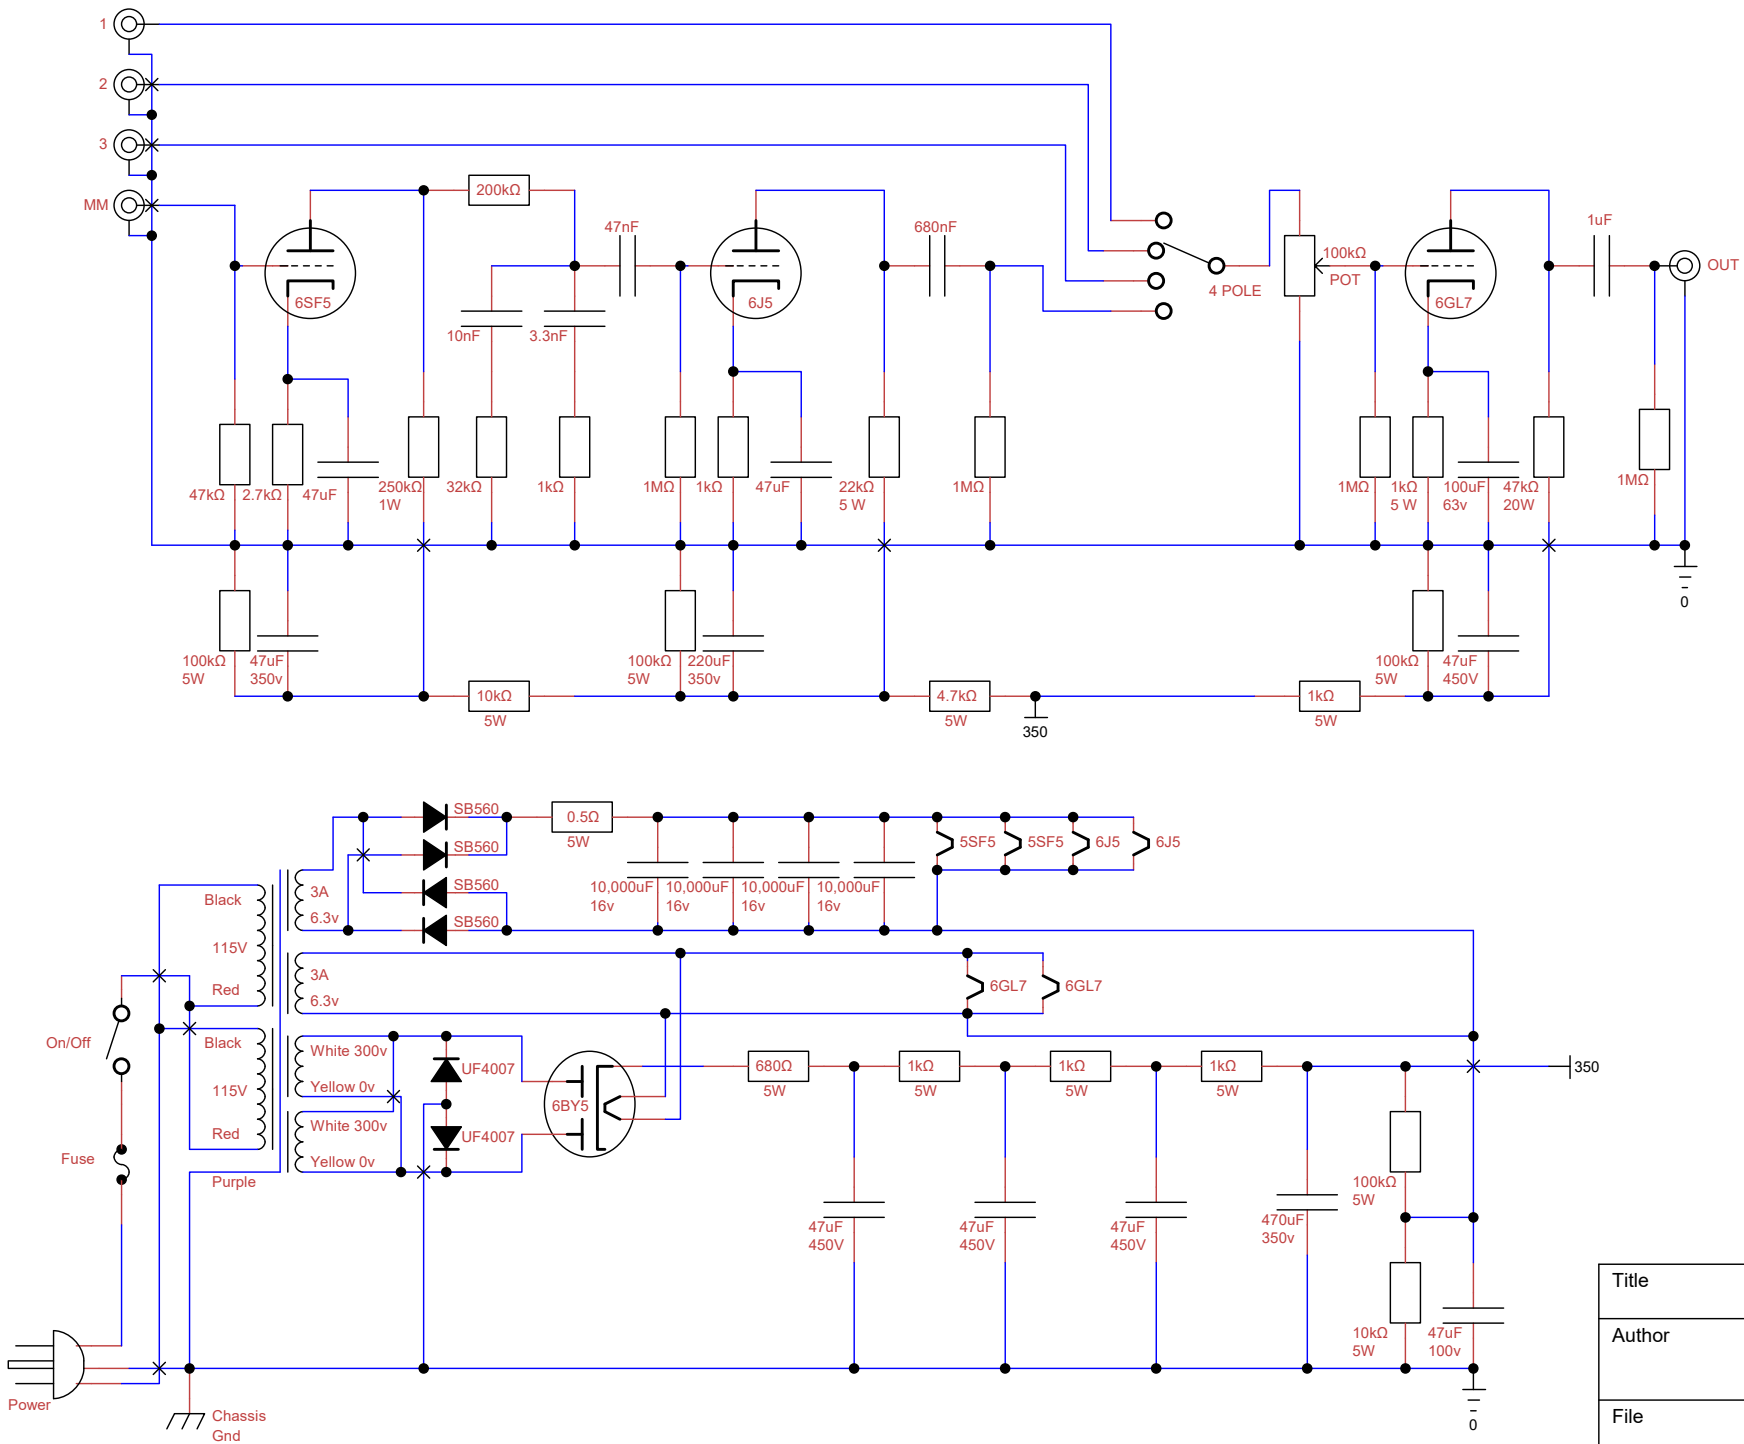 1
2
3
MM
200kΩ
47nF
680nF
1uF
100kΩ
POT
OUT
4 POLE
6SF5
6J5
6GL7
10nF
3.3nF
47kΩ
2.7kΩ
47uF
250kΩ
1W
32kΩ
1kΩ
1MΩ
1kΩ
47uF
22kΩ
5 W
1MΩ
1MΩ
1kΩ
5 W
100uF
63v
47kΩ
20W
1MΩ
0
100kΩ
5W
47uF
350v
10kΩ
5W
100kΩ
5W
220uF
350v
4.7kΩ
5W
350
1kΩ
5W
100kΩ
5W
47uF
450V
SB560
SB560
SB560
SB560
0.5Ω
5W
5SF5
5SF5
6J5
6J5
10,000uF
16v
10,000uF
16v
10,000uF
16v
10,000uF
16v
Black
115V
Red
3A
6.3v
3A
6.3v
6GL7
6GL7
On/Off
Black
115V
Red
White 300v
Yellow 0v
White 300v
Yellow 0v
UF4007
UF4007
6BY5
680Ω
5W
1kΩ
5W
1kΩ
5W
1kΩ
5W
350
Fuse
Purple
47uF
450V
47uF
450V
47uF
450V
470uF
350v
100kΩ
5W
10kΩ
5W
47uF
100v
0
Power
Chassis
Gnd
Title
Author
File